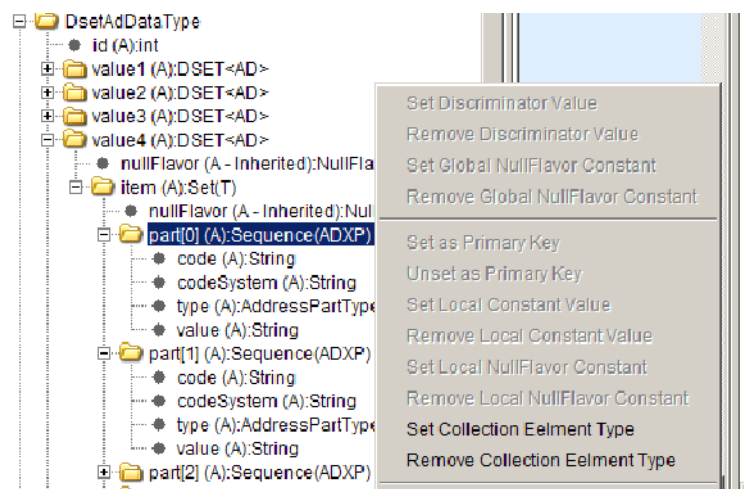 DsetAdDataType
id (A):int
value1 (A):DSET<AD>
value2 (A):DSET<AD>
value3 (A):DSET<AD>
value4 (A):DSET<AD>
nullFlavor (A - Inherited):NullFla
item (A):Set(T)
nullFlavor (A - Inherited):Nul
part[0] (A):Sequence(ADXP)
code (A):String
codeSystem (A):String
type (A):AddressPartType
value (A):String
part[1] (A):Sequence(ADXP)
code (A):String
codeSystem (A):String
type (A):AddressPartType
value (A):String
part[2] (A):Sequence(ADXP)
Set Discriminator Value
Remove Discriminator Value
Set Global NullFlavor Constant
Remove Global NullFlavor Constant
Set as Primary Key
Unset as Primary Key
Set Local Constant Value
Remove Local Constant Value
Set Local NullFlavor Constant
Remove Local NullFlavor Constant
Set Collection Eelment Type
Remove Collection Eelment Type